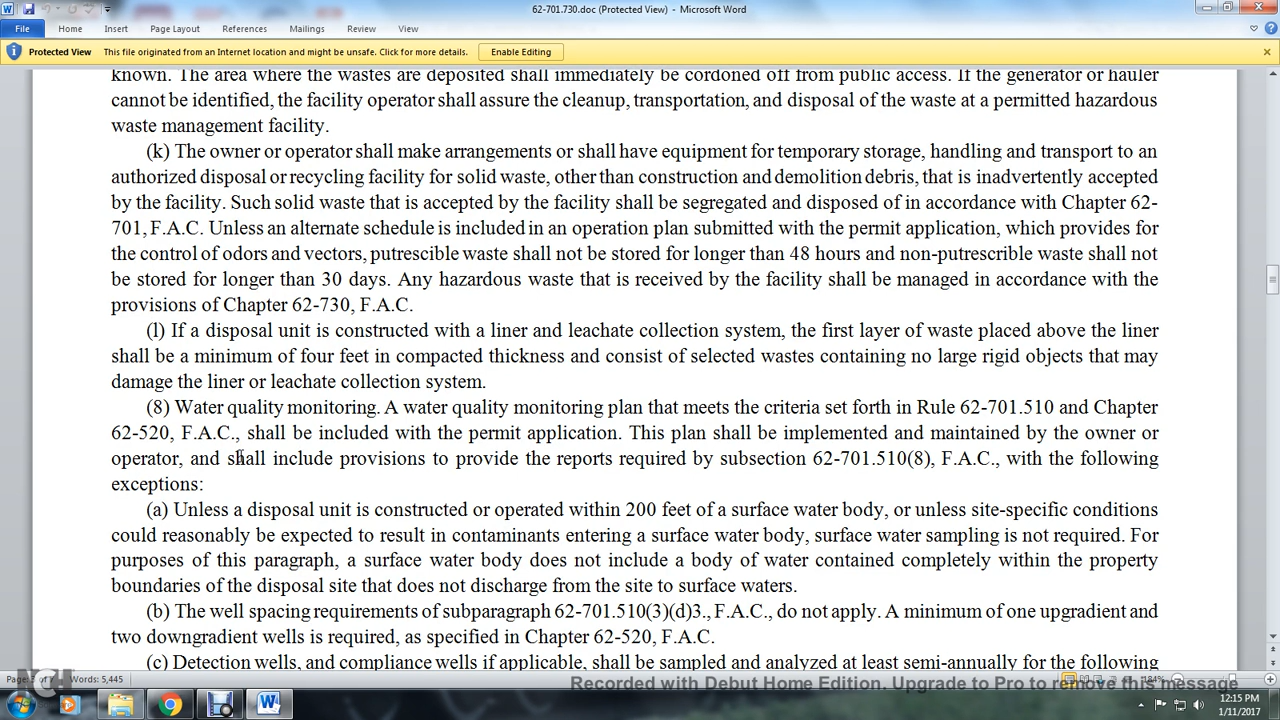 62-701.730.doc (Protected View) - Microsoft Word
File Home Insert Page Layout References Mailings Review View
Protected View This file originated from an Internet location and might be unsafe. Click for more details. Enable Editing
known. The area where the wastes are deposited shall immediately be cordoned off from public access. If the generator or hauler
cannot be identified, the facility operator shall assure the cleanup, transportation, and disposal of the waste at a permitted hazardous
waste management facility.
(k) The owner or operator shall make arrangements or shall have equipment for temporary storage, handling and transport to an
authorized disposal or recycling facility for solid waste, other than construction and demolition debris, that is inadvertently accepted
by the facility. Such solid waste that is accepted by the facility shall be segregated and disposed of in accordance with Chapter 62-
701, F.A.C. Unless an alternate schedule is included in an operation plan submitted with the permit application, which provides for
the control of odors and vectors, putrescible waste shall not be stored for longer than 48 hours and non-putrescrible waste shall not
be stored for longer than 30 days. Any hazardous waste that is received by the facility shall be managed in accordance with the
provisions of Chapter 62-730, F.A.C.
(l) If a disposal unit is constructed with a liner and leachate collection system, the first layer of waste placed above the liner
shall be a minimum of four feet in compacted thickness and consist of selected wastes containing no large rigid objects that may
damage the liner or leachate collection system.
(8) Water quality monitoring. A water quality monitoring plan that meets the criteria set forth in Rule 62-701.510 and Chapter
62-520, F.A.C., shall be included with the permit application. This plan shall be implemented and maintained by the owner or
operator, and shall include provisions to provide the reports required by subsection 62-701.510(8), F.A.C., with the following
exceptions:
(a) Unless a disposal unit is constructed or operated within 200 feet of a surface water body, or unless site-specific conditions
could reasonably be expected to result in contaminants entering a surface water body, surface water sampling is not required. For
purposes of this paragraph, a surface water body does not include a body of water contained completely within the property
boundaries of the disposal site that does not discharge from the site to surface waters.
(b) The well spacing requirements of subparagraph 62-701.510(3)(d)3., F.A.C., do not apply. A minimum of one upgradient and
two downgradient wells is required, as specified in Chapter 62-520, F.A.C.
(c) Detection wells, and compliance wells if applicable, shall be sampled and analyzed at least semi-annually for the following
Words: 5,445
Recorded with Debut Home Edition. Upgrade to Pro to remove this message
12:15 PM
1/11/2017